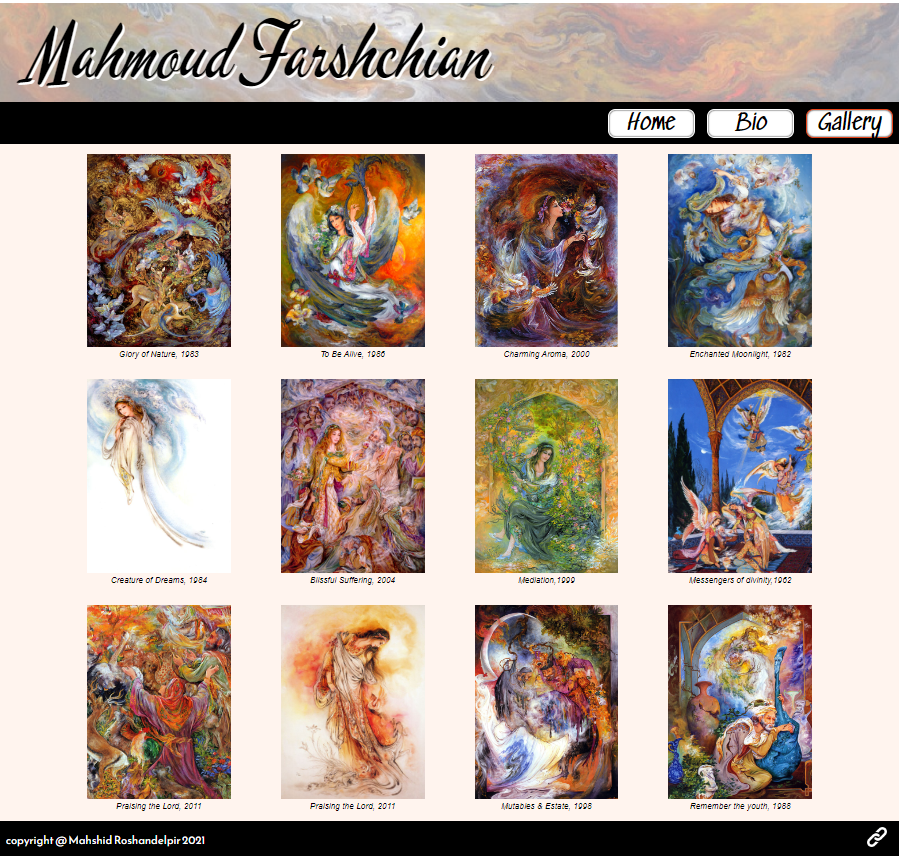 Mahmoud Farshchian
Home Bio Gallery
Glory of Nature, 1983 To Be Alive, 1986 Charming Aroma, 2000 Enchanted Moonlight, 1982
Creature of Dreams, 1984 Blissful Suffering, 2004 Mediation,1999 Messengers of divinity,1962
Praising the Lord, 2011 Praising the Lord, 2011 Mutables & Estate, 1998 Remember the youth, 1988
copyright @ Mahshid Roshandelpir 2021